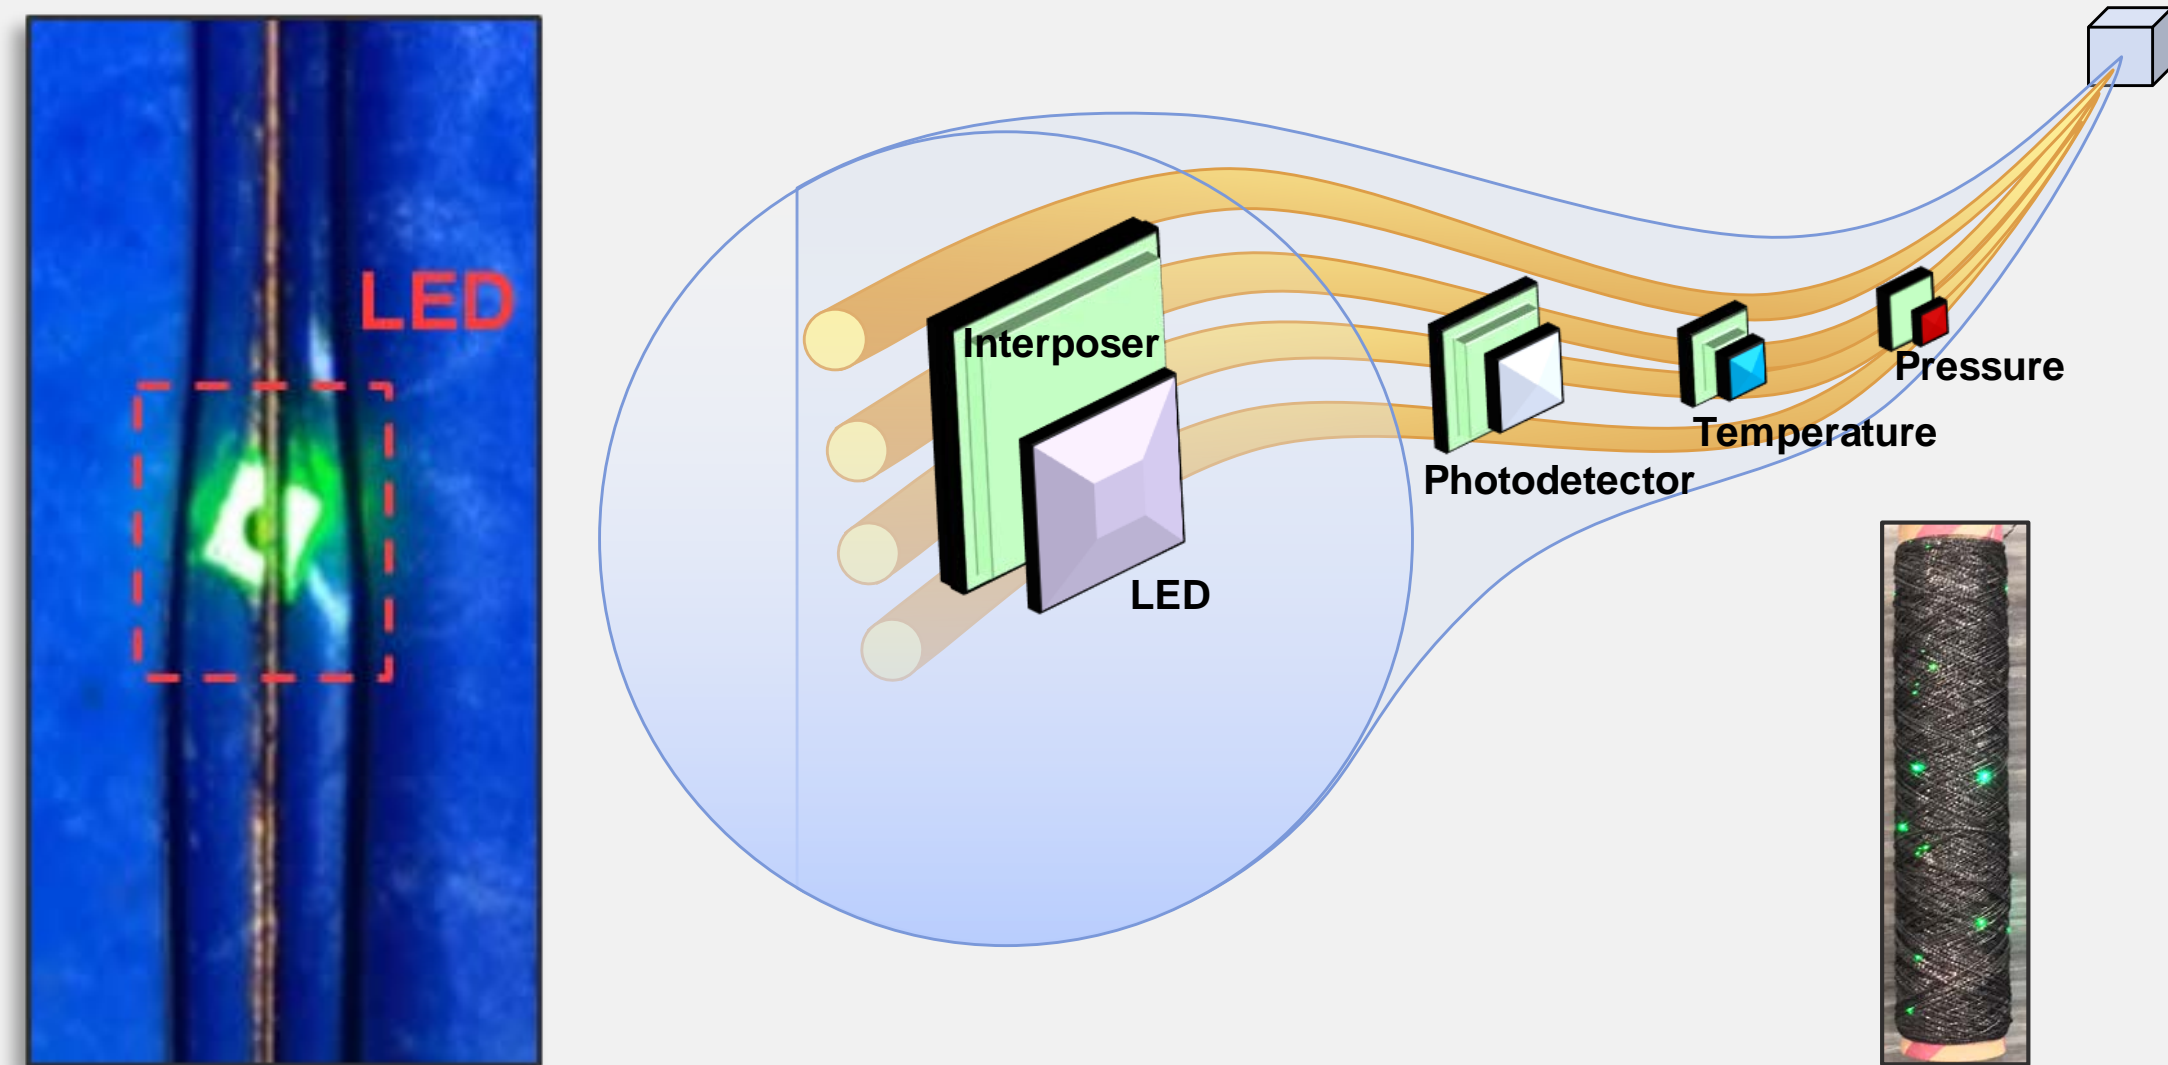 LED
Interposer
LED
Photodetector
Temperature
Pressure